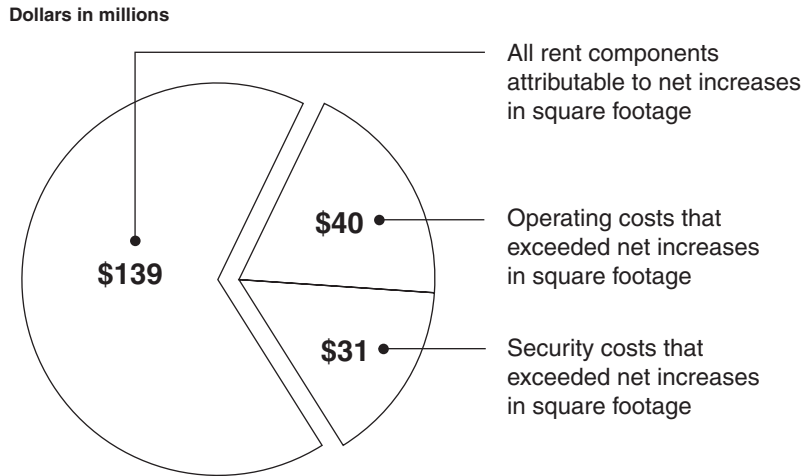 Dollars in millions
All rent components
attributable to net increases
in square footage
$40
Operating costs that
exceeded net increases
in square footage
$139
$31
Security costs that
exceeded net increases
in square footage